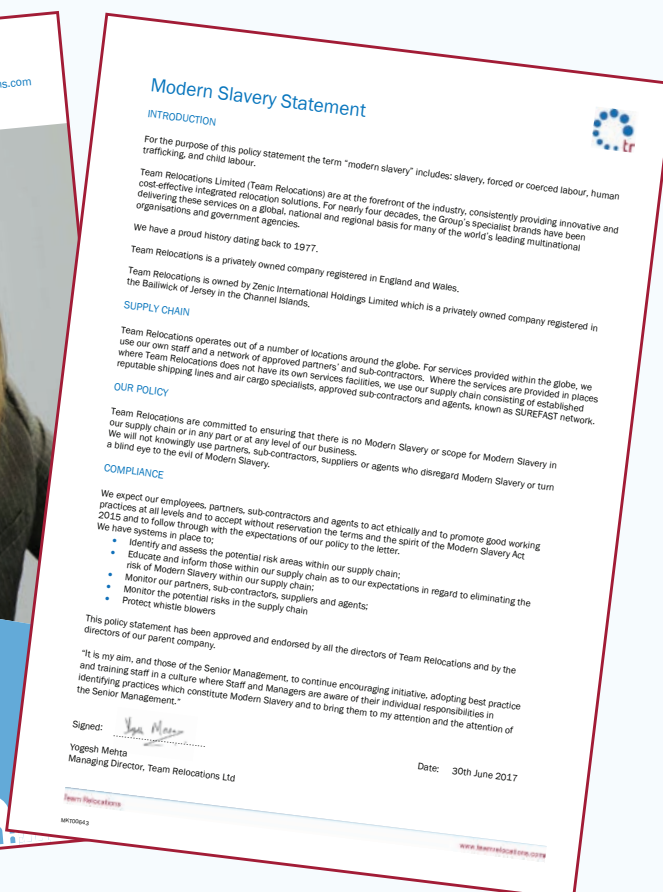 ns.com
Modern Slavery Statement
tr
INTRODUCTION
For the purpose of this policy statement the term "modern slavery" includes: slavery, forced or coerced labour, human
trafficking, and child labour.
Team Relocations Limited (Team Relocations) are at the forefront of the industry, consistently providing innovative and
cost-effective integrated relocation solutions. For nearly four decades, the Group's specialist brands have been
delivering these services on a global, national and regional basis for many of the world's leading multinational
organisations and government agencies.
We have a proud history dating back to 1977.
Team Relocations is a privately owned company registered in England and Wales.
Team Relocations is owned by Zenic International Holdings Limited which is a privately owned company registered in
the Bailiwick of Jersey in the Channel Islands.
SUPPLY CHAIN
Team Relocations operates out of a number of locations around the globe. For services provided within the globe, we
use our own staff and a network of approved partners' and sub-contractors. Where the services are provided in places
where Team Relocations does not have its own services facilities, we use our supply chain consisting of established
reputable shipping lines and air cargo specialists, approved sub-contractors and agents, known as SUREFAST network.
OUR POLICY
Team Relocations are committed to ensuring that there is no Modern Slavery or scope for Modern Slavery in
our supply chain or in any part or at any level of our business.
We will not knowingly use partners, sub-contractors, suppliers or agents who disregard Modern Slavery or turn
a blind eye to the evil of Modern Slavery.
COMPLIANCE
We expect our employees, partners, sub-contractors and agents to act ethically and to promote good working
practices at all levels and to accept without reservation the terms and the spirit of the Modern Slavery Act
2015 and to follow through with the expectations of our policy to the letter.
We have systems in place to;
• Identify and assess the potential risk areas within our supply chain;
• Educate and inform those within our supply chain as to our expectations in regard to eliminating the
risk of Modern Slavery within our supply chain;
• Monitor our partners, sub-contractors, suppliers and agents;
• Monitor the potential risks in the supply chain
• Protect whistle blowers
This policy statement has been approved and endorsed by all the directors of Team Relocations and by the
directors of our parent company.
"It is my aim, and those of the Senior Management, to continue encouraging initiative, adopting best practice
and training staff in a culture where Staff and Managers are aware of their individual responsibilities in
identifying practices which constitute Modern Slavery and to bring them to my attention and the attention of
the Senior Management."
Signed:
Yogesh Mehta
Managing Director, Team Relocations Ltd
Date: 30th June 2017
Team Relocations
www.teamrelocations.com
MKT00643